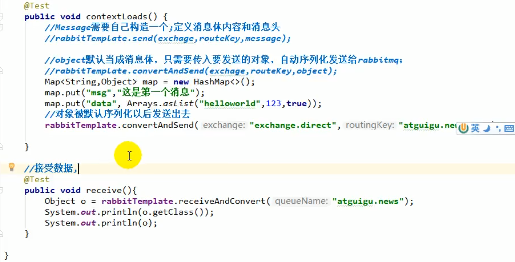 @Test
public void contextLoads() {
//Message需要自己构造一个;定义消息体内容和消息头
//rabbitTemplate.send(exchage,routeKey,message);
//object默认当成消息体，只需要传入要发送的对象，自动序列化发送给rabbitmq;
//rabbitTemplate.convertAndSend(exchage,routeKey,object);
Map<String,Object> map = new HashMap<>();
map.put("msg","这是第一个消息");
map.put("data", Arrays.asList("helloworld",123,true));
//对象被默认序列化以后发送出去
rabbitTemplate.convertAndSend( exchange: "exchange.direct", routingKey: "atguigu.news
英
}
//接受数据,
@Test
public void receive(){
Object o = rabbitTemplate.receiveAndConvert( queueName: "atguigu.news");
System.out.println(o.getClass());
System.out.println(o);
}
}